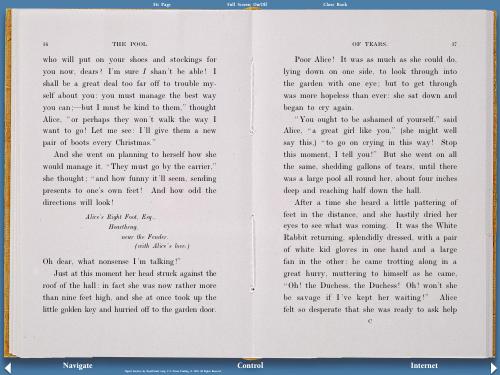 Fit Page Full Screen On/Off Close Book
16 THE POOL
who will put on your shoes and stockings for
you now, dears? I'm sure I shan't be able! I
shall be a great deal too far off to trouble my-
self about you: you must manage the best way
you can;—but I must be kind to them," thought
Alice, "or perhaps they won't walk the way I
want to go! Let me see: I'll give them a new
pair of boots every Christmas."
And she went on planning to herself how she
would manage it. "They must go by the carrier,"
she thought; "and how funny it'll seem, sending
presents to one's own feet! And how odd the
directions will look!
Alice's Right Foot, Esq.,
Hearthrug,
near the Fender,
(with Alice's love.)
Oh dear, what nonsense I'm talking!"
Just at this moment her head struck against the
roof of the hall: in fact she was now rather more
than nine feet high, and she at once took up the
little golden key and hurried off to the garden door.
OF TEARS. 17
Poor Alice! It was as much as she could do,
lying down on one side, to look through into
the garden with one eye; but to get through
was more hopeless than ever: she sat down and
began to cry again.
"You ought to be ashamed of yourself," said
Alice, "a great girl like you," (she might well
say this,) "to go on crying in this way! Stop
this moment, I tell you!" But she went on all
the same, shedding gallons of tears, until there
was a large pool all round her, about four inches
deep and reaching half down the hall.
After a time she heard a little pattering of
feet in the distance, and she hastily dried her
eyes to see what was coming. It was the White
Rabbit returning, splendidly dressed, with a pair
of white kid gloves in one hand and a large
fan in the other: he came trotting along in a
great hurry, muttering to himself as he came,
"Oh! the Duchess, the Duchess! Oh! won't she
be savage if I've kept her waiting!" Alice
felt so desperate that she was ready to ask help
C
Navigate Control Internet